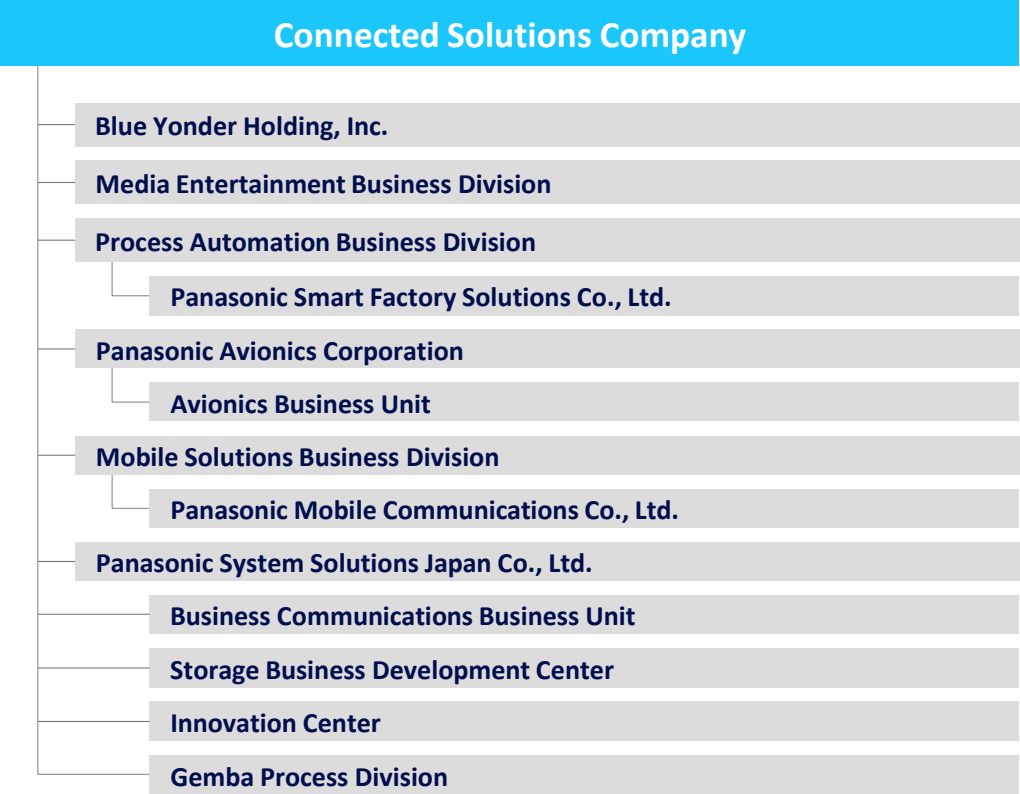 Connected Solutions Company
Blue Yonder Holding, Inc.
Media Entertainment Business Division
Process Automation Business Division
Panasonic Smart Factory Solutions Co., Ltd.
Panasonic Avionics Corporation
Avionics Business Unit
Mobile Solutions Business Division
Panasonic Mobile Communications Co., Ltd.
Panasonic System Solutions Japan Co., Ltd.
Business Communications Business Unit
Storage Business Development Center
Innovation Center
Gemba Process Division